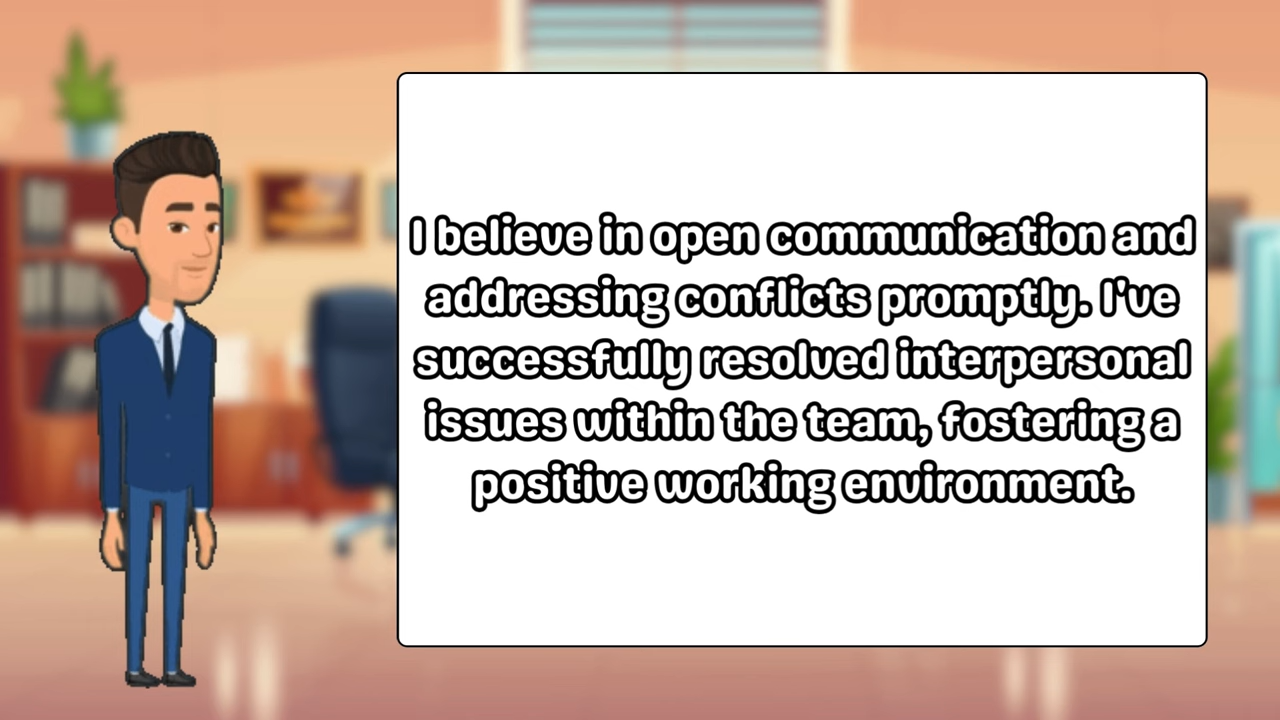 I believe in open communication and
addressing conflicts promptly. I've
successfully resolved interpersonal
issues within the team, fostering a
positive working environment.